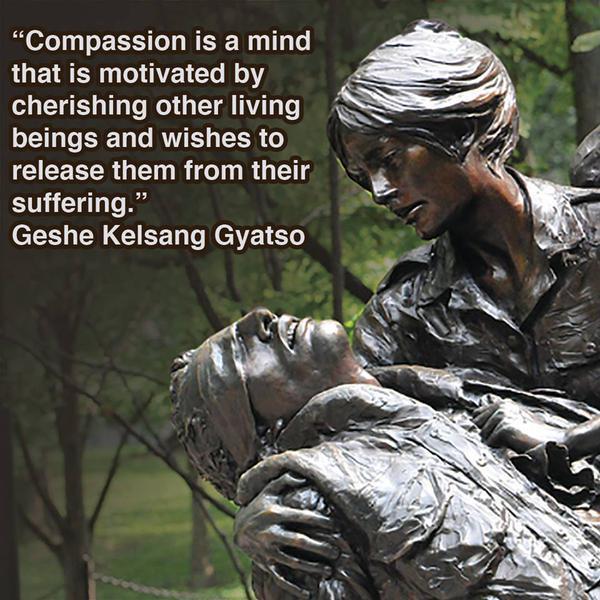 “Compassion is a mind
that is motivated by
cherishing other living
beings and wishes to
release them from their
suffering.”
Geshe Kelsang Gyatso